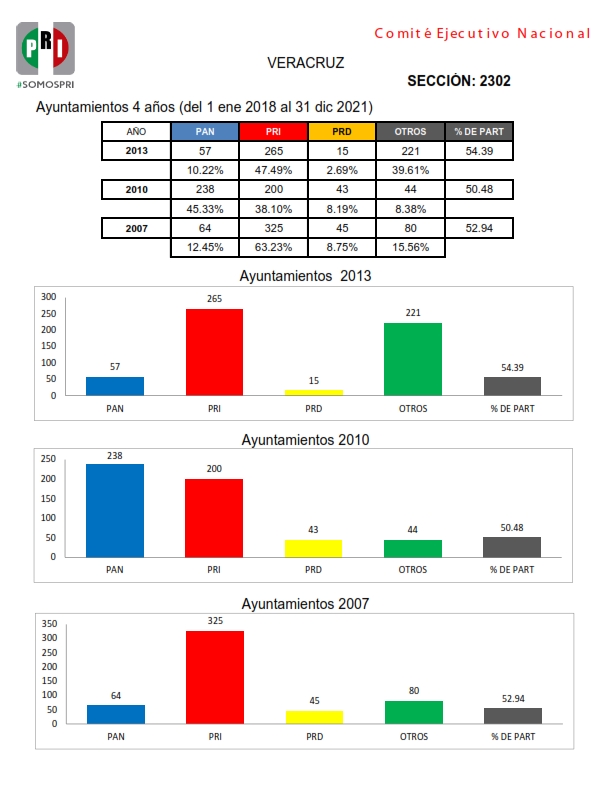 Comité Ejecutivo Nacional
PRI
#SOMOSPRI
VERACRUZ
SECCIÓN: 2302
Ayuntamientos 4 años (del 1 ene 2018 al 31 dic 2021)
AÑO PAN PRI PRD OTROS % DE PART
2013 57 265 15 221 54.39
10.22% 47.49% 2.69% 39.61%
2010 238 200 43 44 50.48
45.33% 38.10% 8.19% 8.38%
2007 64 325 45 80 52.94
12.45% 63.23% 8.75% 15.56%
Ayuntamientos 2013
300
250
200
150
100
50
0
57 265 15 221 54.39
PAN PRI PRD OTROS % DE PART
Ayuntamientos 2010
250
200
150
100
50
0
238 200 43 44 50.48
PAN PRI PRD OTROS % DE PART
Ayuntamientos 2007
350
300
250
200
150
100
50
0
64 325 45 80 52.94
PAN PRI PRD OTROS % DE PART